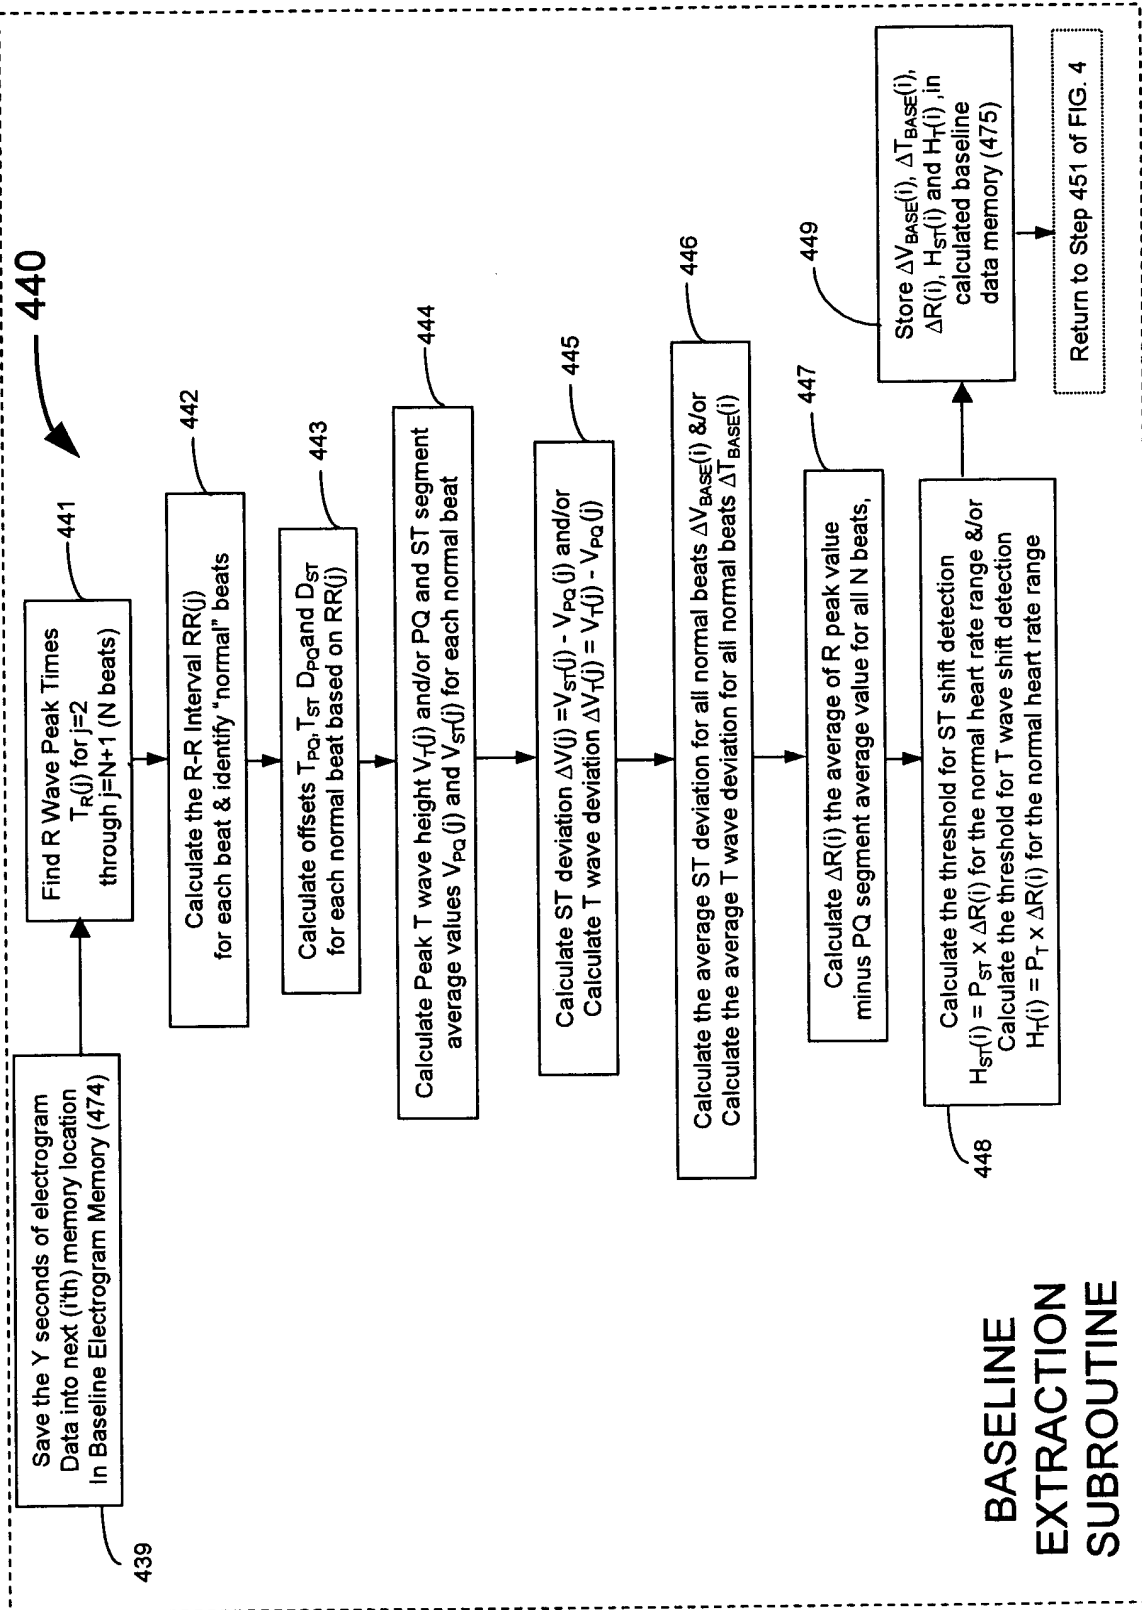 440
439
Save the Y seconds of electrogram
Data into next (i'th) memory location
In Baseline Electrogram Memory (474)
441
Find R Wave Peak Times
T_R(j) for j=2
through j=N+1 (N beats)
442
Calculate the R-R Interval RR(j)
for each beat & identify "normal" beats
443
Calculate offsets T_PQ, T_ST D_PQ and D_ST
for each normal beat based on RR(j)
444
Calculate Peak T wave height V_T(j) and/or PQ and ST segment
average values V_PQ(j) and V_ST(j) for each normal beat
445
Calculate ST deviation ΔV(j) = V_ST(j) - V_PQ(j) and/or
Calculate T wave deviation ΔV_T(j) = V_T(j) - V_PQ(j)
446
Calculate the average ST deviation for all normal beats ΔV_BASE(i) &/or
Calculate the average T wave deviation for all normal beats ΔT_BASE(i)
447
Calculate ΔR(i) the average of R peak value
minus PQ segment average value for all N beats,
448
Calculate the threshold for ST shift detection
H_ST(i) = P_ST x ΔR(i) for the normal heart rate range &/or
Calculate the threshold for T wave shift detection
H_T(i) = P_T x ΔR(i) for the normal heart rate range
449
Store ΔV_BASE(i), ΔT_BASE(i),
ΔR(i), H_ST(i) and H_T(i) ,in
calculated baseline
data memory (475)
Return to Step 451 of FIG. 4
BASELINE
EXTRACTION
SUBROUTINE